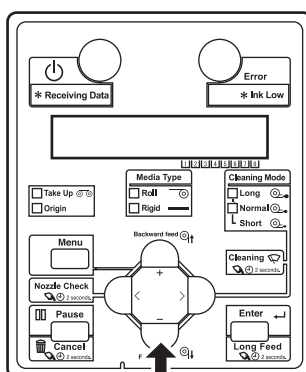 Error
* Receiving Data
* Ink Low
1 2 3 4 5 6 7 8
Media Type
Cleaning Mode
Take Up
Roll
Long
Origin
Rigid
Normal
Short
Backward feed
Menu
+
Cleaning
2 seconds.
Nozzle Check
2 seconds.
< >
−
Pause
Enter
Cancel
2 seconds.
F
Long Feed
2 seconds.